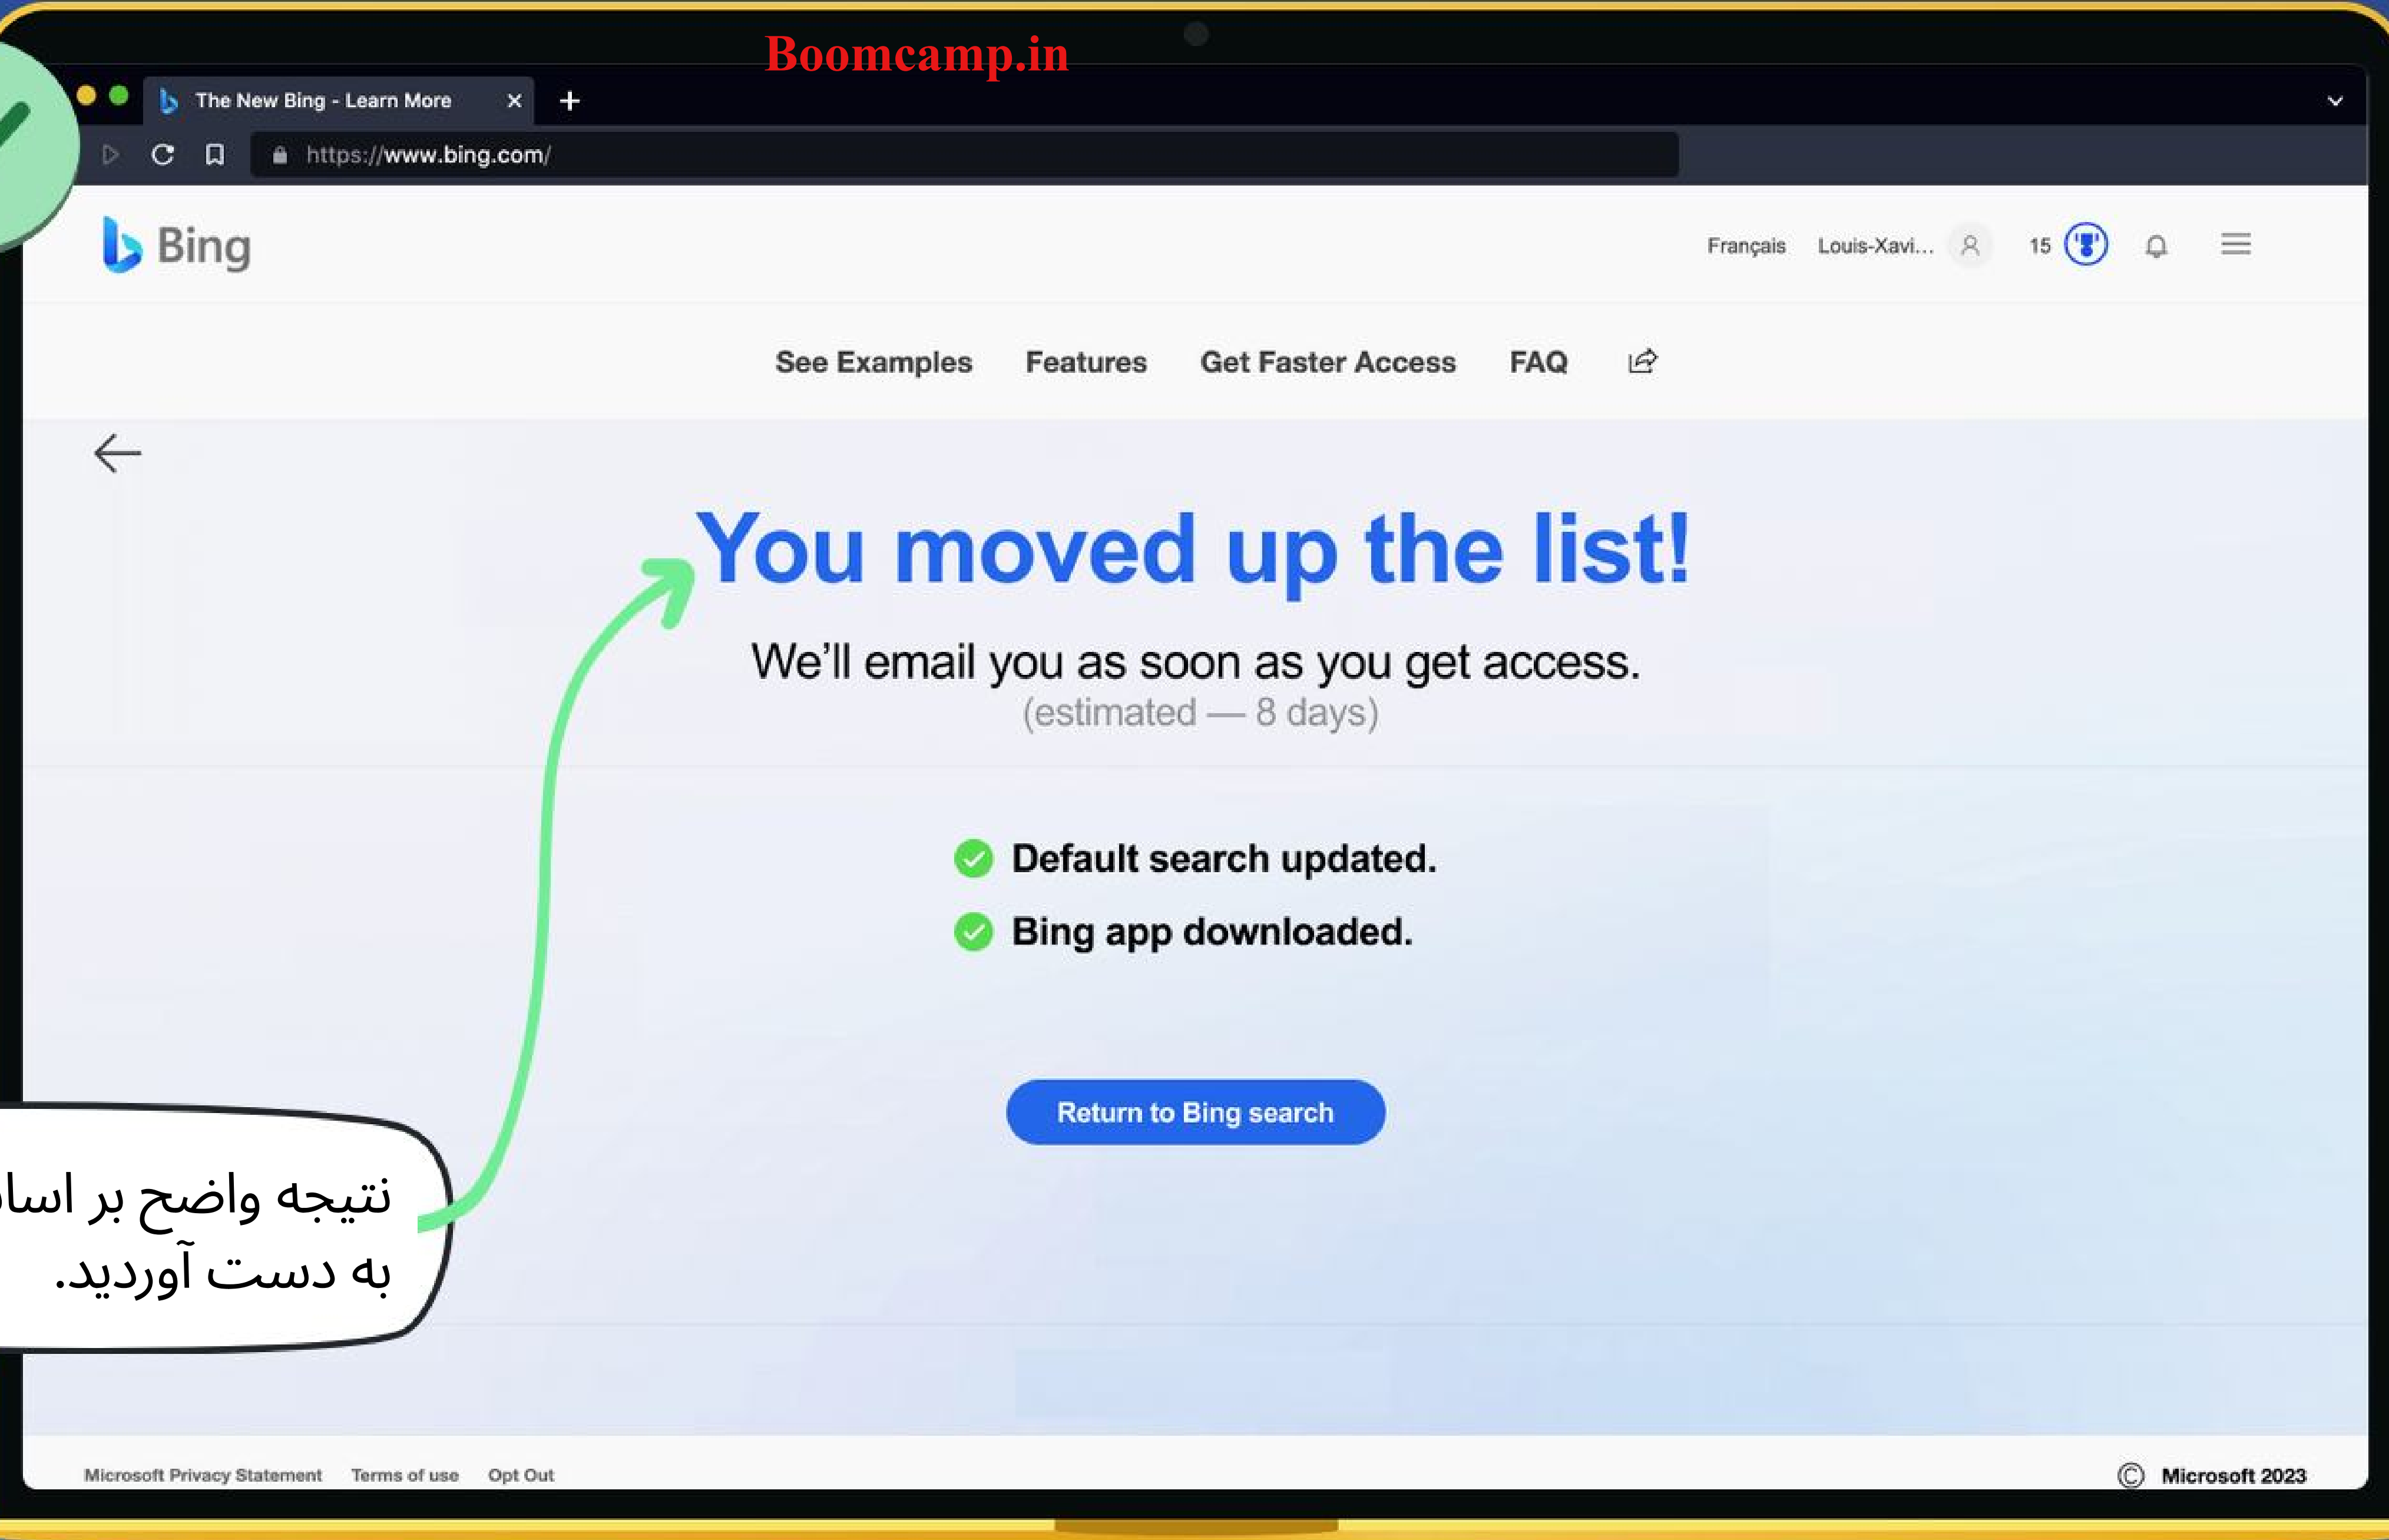 Boomcamp.in
The New Bing - Learn More
https://www.bing.com/
Bing
Français Louis-Xavi... 15
See Examples Features Get Faster Access FAQ
You moved up the list!
We'll email you as soon as you get access.
(estimated — 8 days)
Default search updated.
Bing app downloaded.
Return to Bing search
نتیجه واضح بر
به دست آوردید.
Microsoft Privacy Statement Terms of use Opt Out
© Microsoft 2023